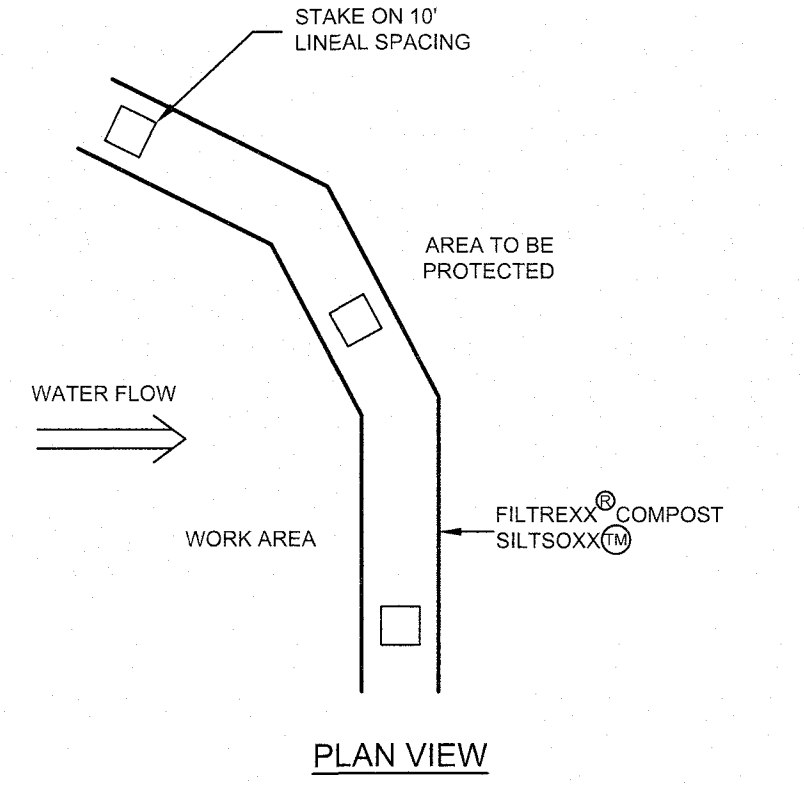 STAKE ON 10'
LINEAL SPACING
AREA TO BE
PROTECTED
WATER FLOW
WORK AREA
FILTREXX® COMPOST
SILTSOXX™
PLAN VIEW